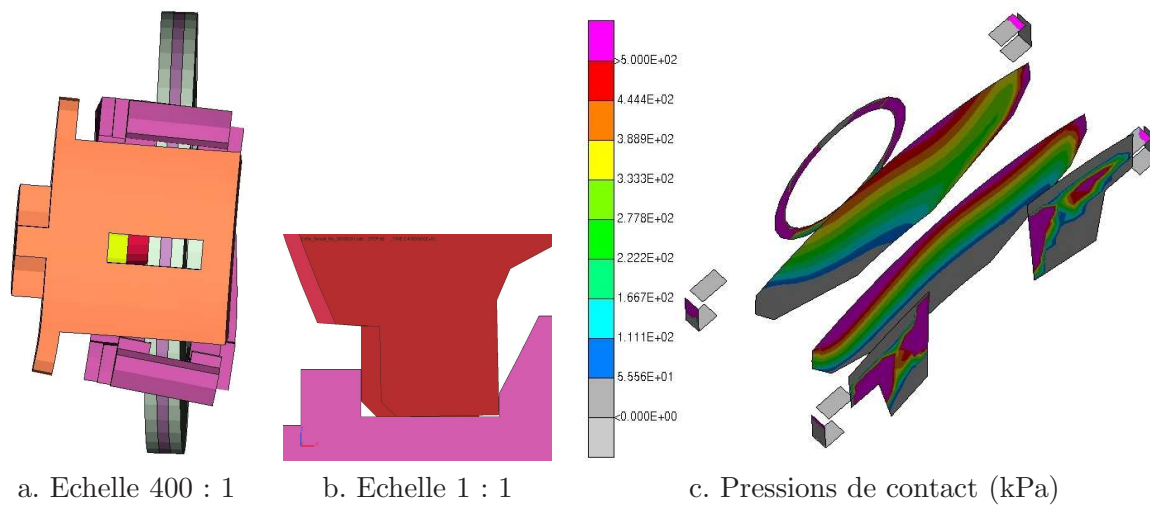 >5.000E+02
4.444E+02
3.889E+02
3.333E+02
2.778E+02
2.222E+02
1.667E+02
1.111E+02
5.556E+01
<0.000E+00
a. Echelle 400 : 1
b. Echelle 1 : 1
c. Pressions de contact (kPa)